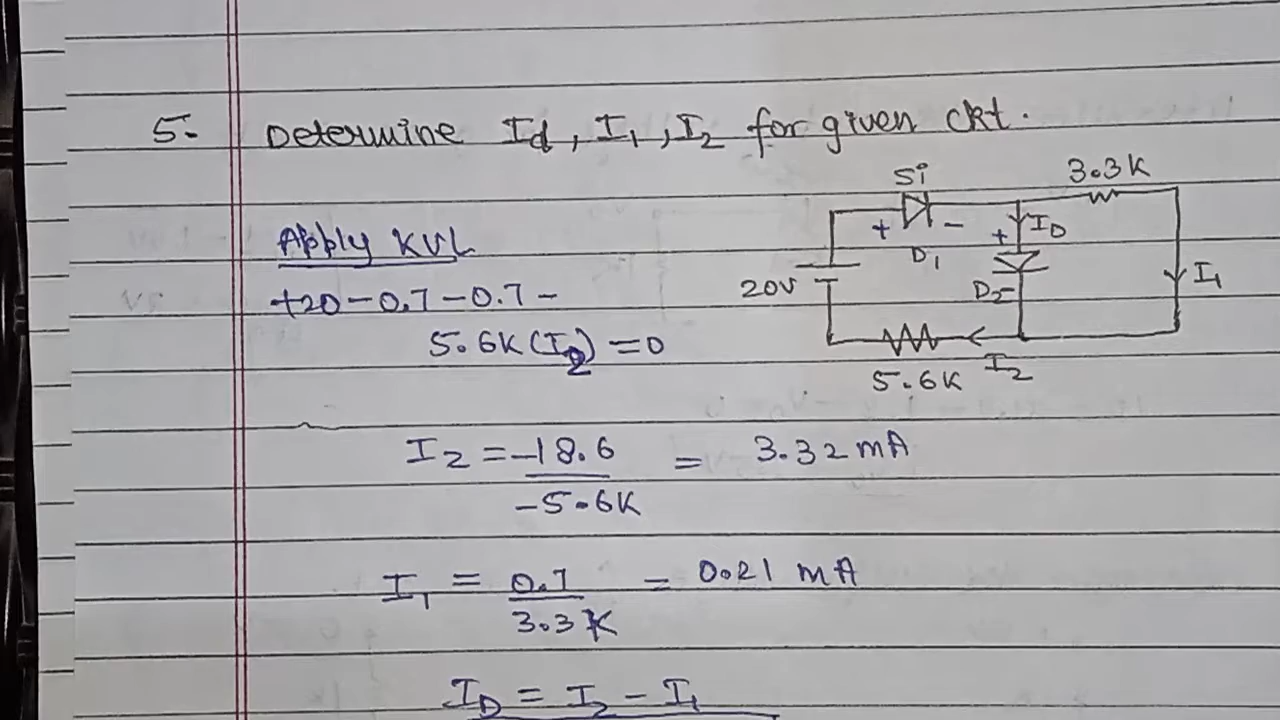 5. Determine Id, I1, I2 for given ckt.
Si
3.3K
+ -
D1
+ ID
D2 -
20V
I1
5.6K I2
Apply KVL
+20-0.7-0.7-
5.6K(I2)=0
I2 = -18.6 = 3.32 mA
-5.6K
I1 = 0.7 = 0.21 mA
3.3K
ID = I2 - I1